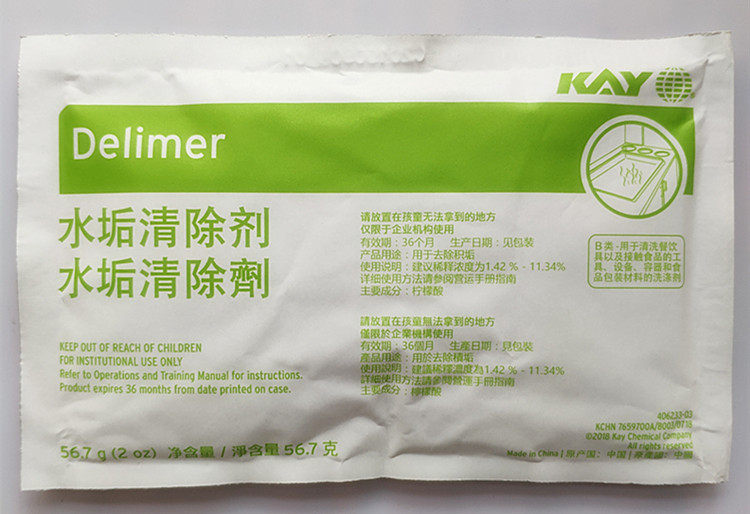 KAY
Delimer
水垢清除剂
水垢清除劑
请放置在孩童无法拿到的地方
仅限于企业机构使用
有效期：36个月 生产日期：见包装
产品用途：用于去除积垢
使用说明：建议稀释浓度为1.42 % - 11.34%
详细使用方法请参阅营运手册指南
主要成分：柠檬酸
B类 - 用于清洗餐饮
具以及接触食品的工
具、设备、容器和食
品包装材料的洗涤剂
請放置在孩童無法拿到的地方
僅限於企業機構使用
有效期：36個月 生產日期：見包裝
產品用途：用於去除積垢
使用說明：建議稀釋濃度為1.42 % - 11.34%
詳細使用方法請參閱營運手冊指南
主要成分：檸檬酸
KEEP OUT OF REACH OF CHILDREN
FOR INSTITUTIONAL USE ONLY
Refer to Operations and Training Manual for instructions.
Product expires 36 months from date printed on case.
56.7 g (2 oz) 净含量 / 淨含量 56.7 克
406233-03
KCHN 7659700A/8003/0718
©2018 Kay Chemical Company
All rights reserved
Made in China | 原产国：中国 | 原產國：中國